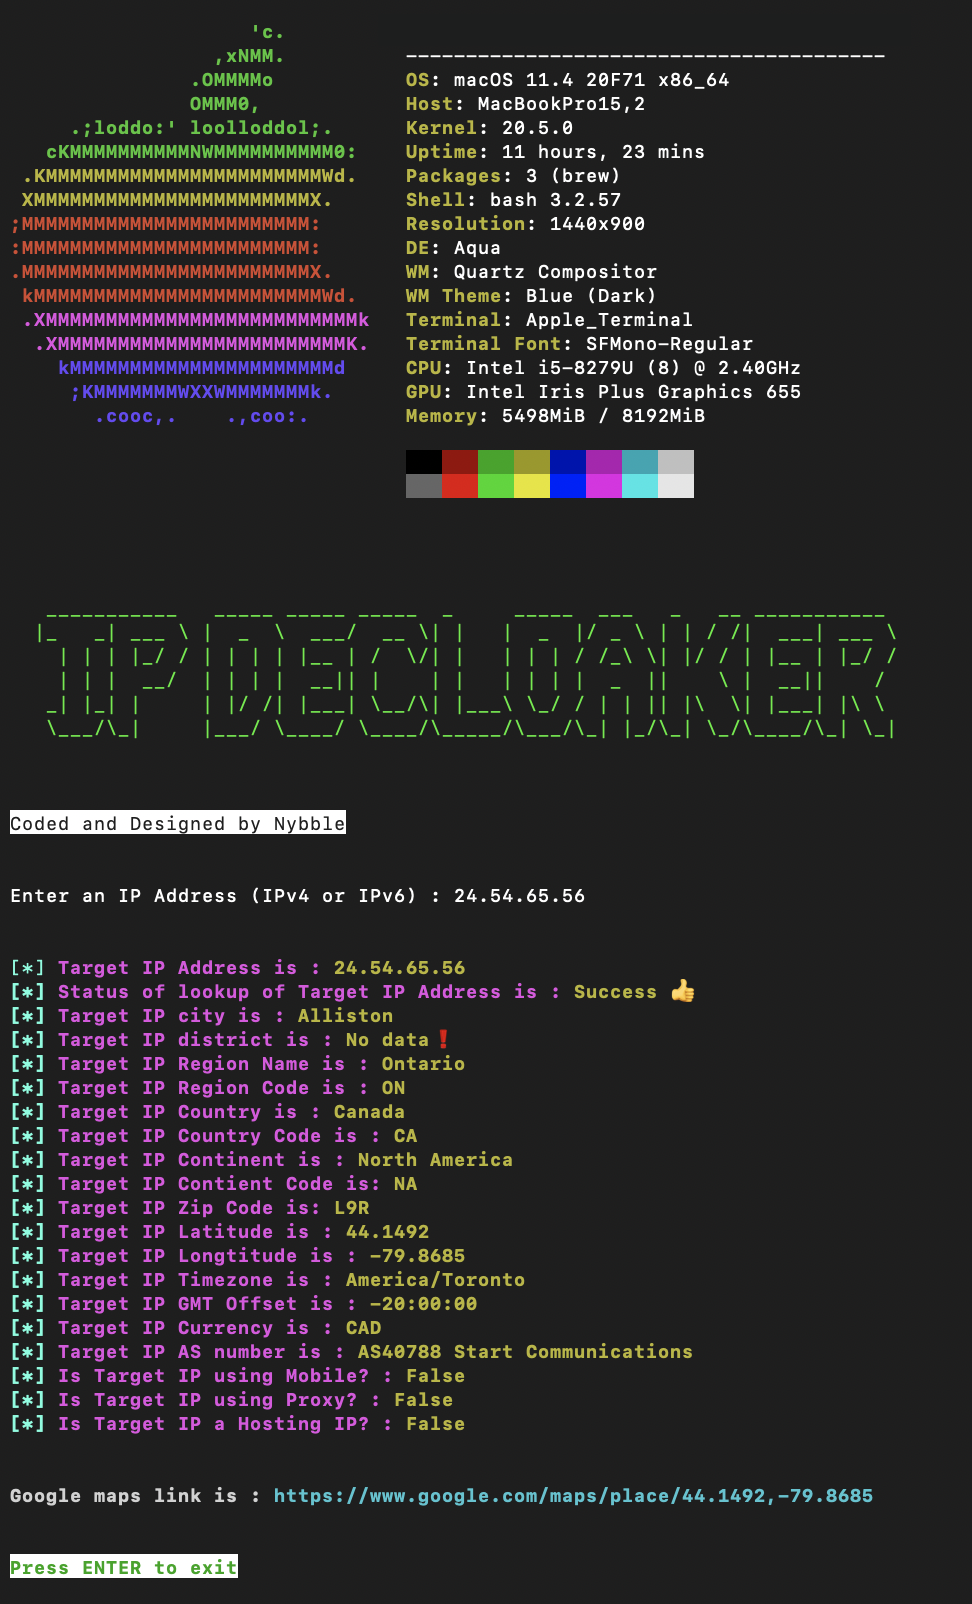 'c.
,xNMM.
----------------------------------------
.OMMMMo
OS: macOS 11.4 20F71 x86_64
OMMM0,
Host: MacBookPro15,2
.;loddo:' loolloddol;.
Kernel: 20.5.0
cKMMMMMMMMMMNWMMMMMMMMMM0:
Uptime: 11 hours, 23 mins
.KMMMMMMMMMMMMMMMMMMMMMMMWd.
Packages: 3 (brew)
XMMMMMMMMMMMMMMMMMMMMMMMX.
Shell: bash 3.2.57
;MMMMMMMMMMMMMMMMMMMMMMMM:
Resolution: 1440x900
:MMMMMMMMMMMMMMMMMMMMMMMM:
DE: Aqua
.MMMMMMMMMMMMMMMMMMMMMMMMX.
WM: Quartz Compositor
kMMMMMMMMMMMMMMMMMMMMMMMMWd.
WM Theme: Blue (Dark)
.XMMMMMMMMMMMMMMMMMMMMMMMMMMk
Terminal: Apple_Terminal
.XMMMMMMMMMMMMMMMMMMMMMMMMK.
Terminal Font: SFMono-Regular
kMMMMMMMMMMMMMMMMMMMMMMd
CPU: Intel i5-8279U (8) @ 2.40GHz
;KMMMMMMMWXXWMMMMMMMk.
GPU: Intel Iris Plus Graphics 655
.cooc,.    .,coo:.
Memory: 5498MiB / 8192MiB
IP DECLOAKER
Coded and Designed by Nybble
Enter an IP Address (IPv4 or IPv6) : 24.54.65.56
[*] Target IP Address is : 24.54.65.56
[*] Status of lookup of Target IP Address is : Success 👍
[*] Target IP city is : Alliston
[*] Target IP district is : No data❗
[*] Target IP Region Name is : Ontario
[*] Target IP Region Code is : ON
[*] Target IP Country is : Canada
[*] Target IP Country Code is : CA
[*] Target IP Continent is : North America
[*] Target IP Contient Code is: NA
[*] Target IP Zip Code is: L9R
[*] Target IP Latitude is : 44.1492
[*] Target IP Longtitude is : -79.8685
[*] Target IP Timezone is : America/Toronto
[*] Target IP GMT Offset is : -20:00:00
[*] Target IP Currency is : CAD
[*] Target IP AS number is : AS40788 Start Communications
[*] Is Target IP using Mobile? : False
[*] Is Target IP using Proxy? : False
[*] Is Target IP a Hosting IP? : False
Google maps link is : https://www.google.com/maps/place/44.1492,-79.8685
Press ENTER to exit